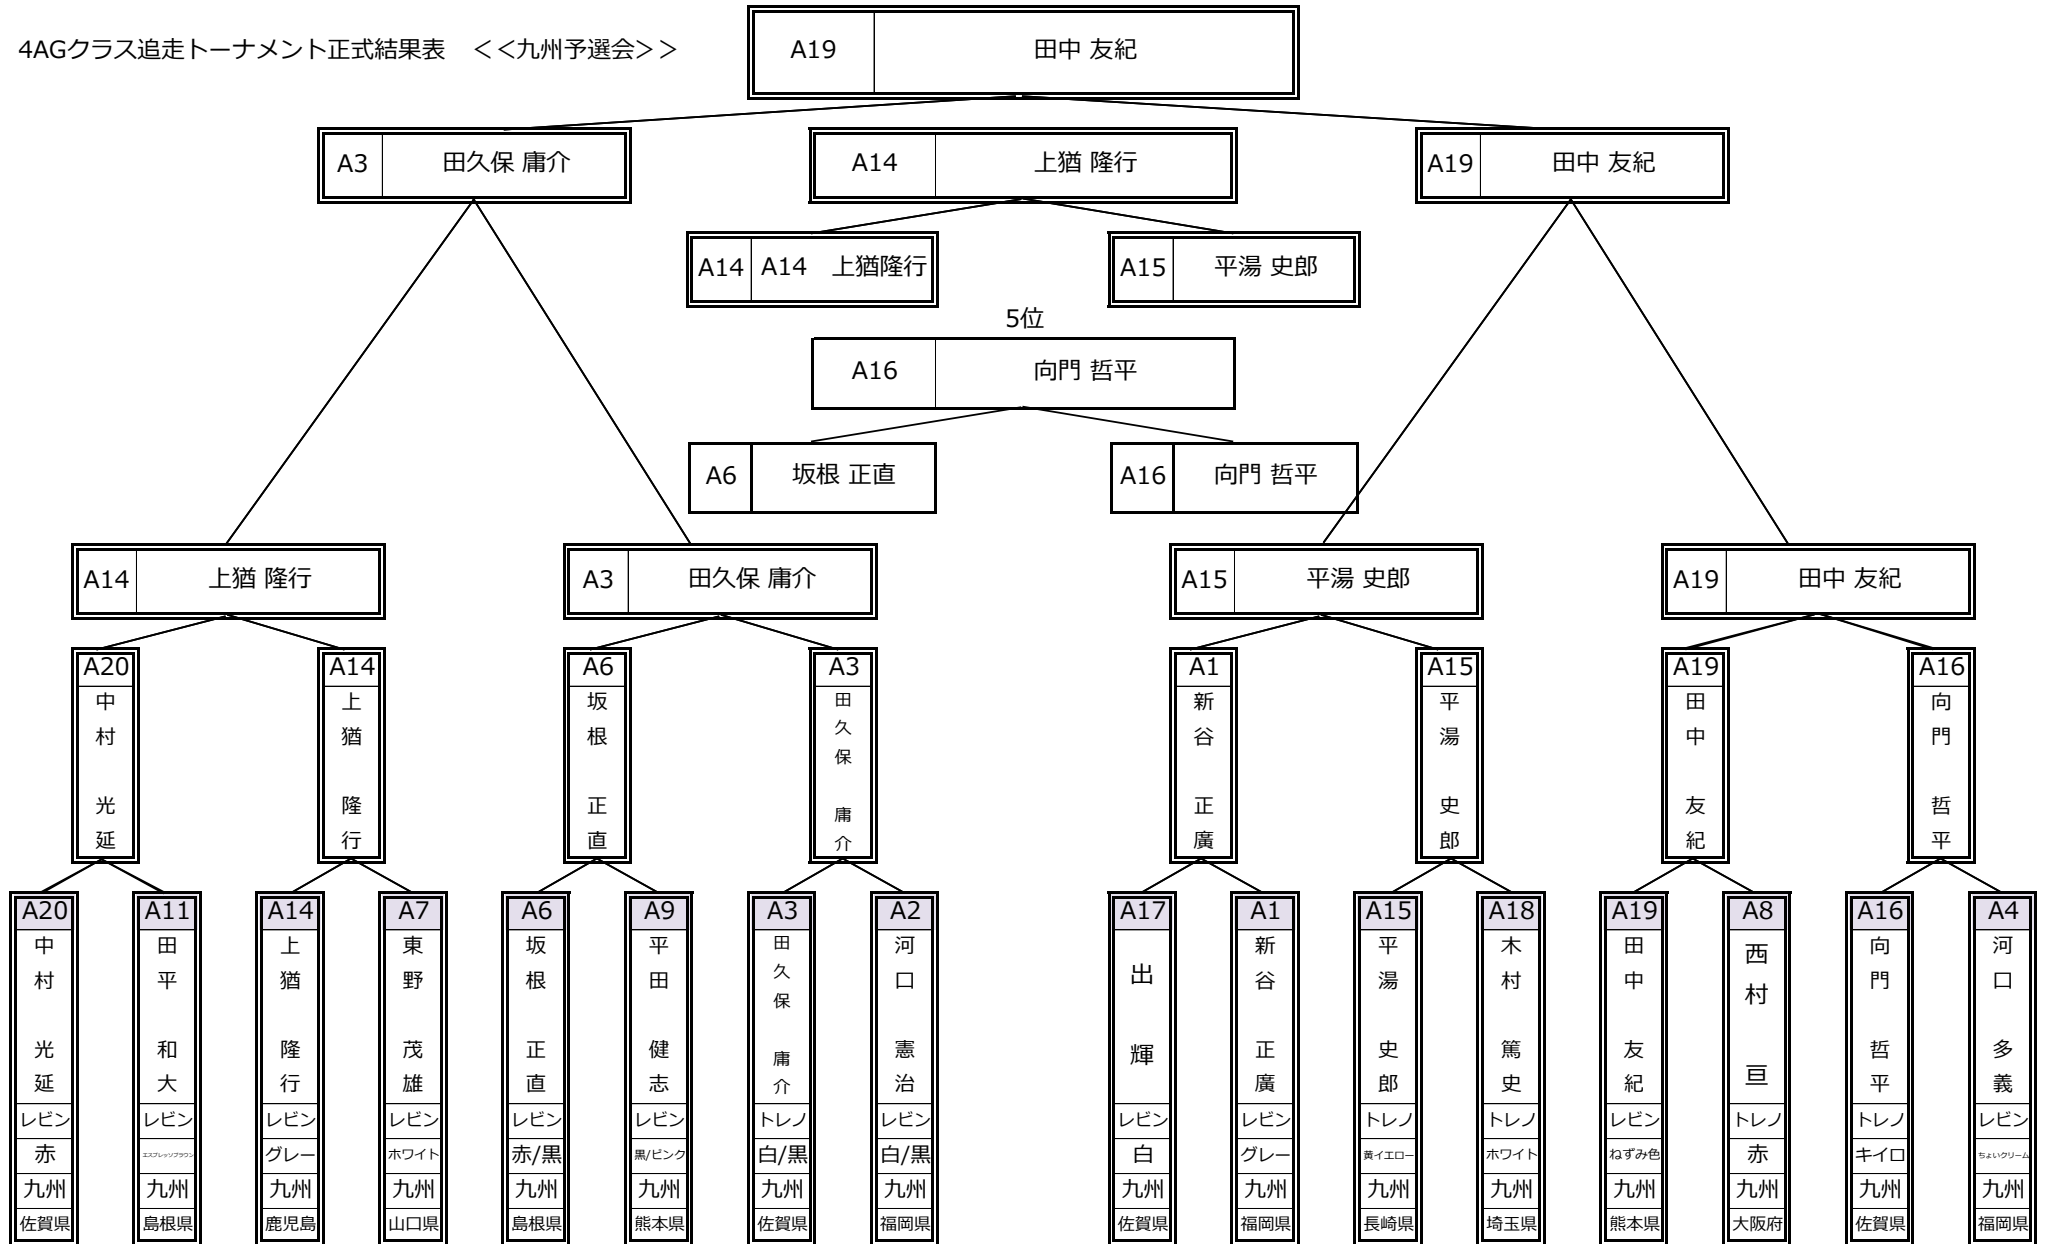 4AGクラス追走トーナメント正式結果表　<<九州予選会>>
A19 田中 友紀
A3 田久保 庸介
A14 上猶 隆行
A19 田中 友紀
A14 A14　上猶隆行
A15 平湯 史郎
5位
A16 向門 哲平
A6 坂根 正直
A16 向門 哲平
A14 上猶 隆行
A3 田久保 庸介
A15 平湯 史郎
A19 田中 友紀
A20 中村 光延
A14 上猶 隆行
A6 坂根 正直
A3 田久保 庸介
A1 新谷 正廣
A15 平湯 史郎
A19 田中 友紀
A16 向門 哲平
A20 中村 光延 レビン 赤 九州 佐賀県
A11 田平 和大 レビン エスプレッソブラウン 九州 島根県
A14 上猶 隆行 レビン グレー 九州 鹿児島
A7 東野 茂雄 レビン ホワイト 九州 山口県
A6 坂根 正直 レビン 赤/黒 九州 島根県
A9 平田 健志 レビン 黒/ピンク 九州 熊本県
A3 田久保 庸介 トレノ 白/黒 九州 佐賀県
A2 河口 憲治 レビン 白/黒 九州 福岡県
A17 出 輝 レビン 白 九州 佐賀県
A1 新谷 正廣 レビン グレー 九州 福岡県
A15 平湯 史郎 トレノ 黄イエロー 九州 長崎県
A18 木村 篤史 トレノ ホワイト 九州 埼玉県
A19 田中 友紀 レビン ねずみ色 九州 熊本県
A8 西村 亘 トレノ 赤 九州 大阪府
A16 向門 哲平 トレノ キイロ 九州 佐賀県
A4 河口 多義 レビン ちょいクリーム 九州 福岡県